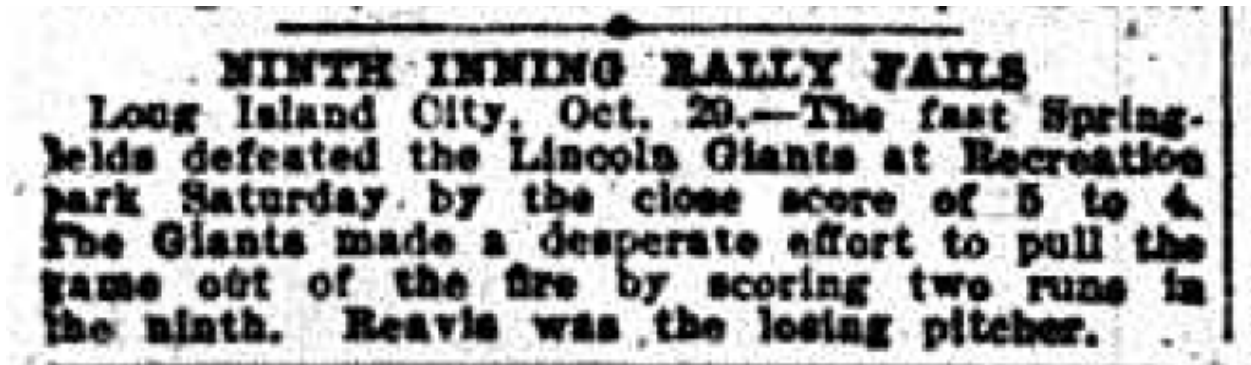 NINTH INNING RALLY FAILS
Long Island City, Oct. 29.—The fast Spring-
fields defeated the Lincoln Giants at Recreation
park Saturday by the close score of 5 to 4.
The Giants made a desperate effort to pull the
game out of the fire by scoring two runs in
the ninth. Reavis was the losing pitcher.